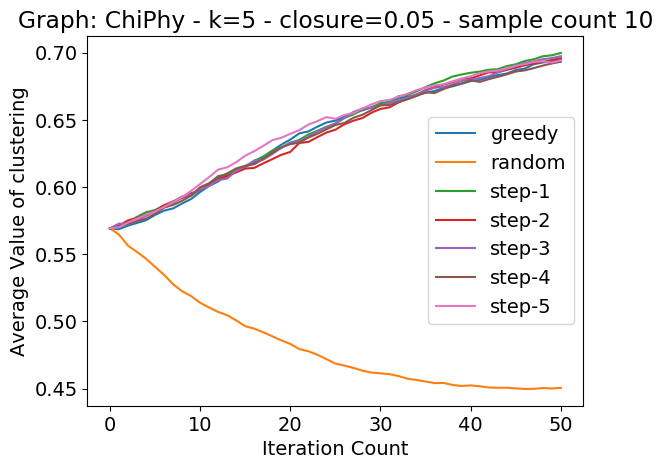 Graph: ChiPhy - k=5 - closure=0.05 - sample count 10
Average Value of clustering
0.70
0.65
0.60
0.55
0.50
0.45
greedy
random
step-1
step-2
step-3
step-4
step-5
0 10 20 30 40 50
Iteration Count